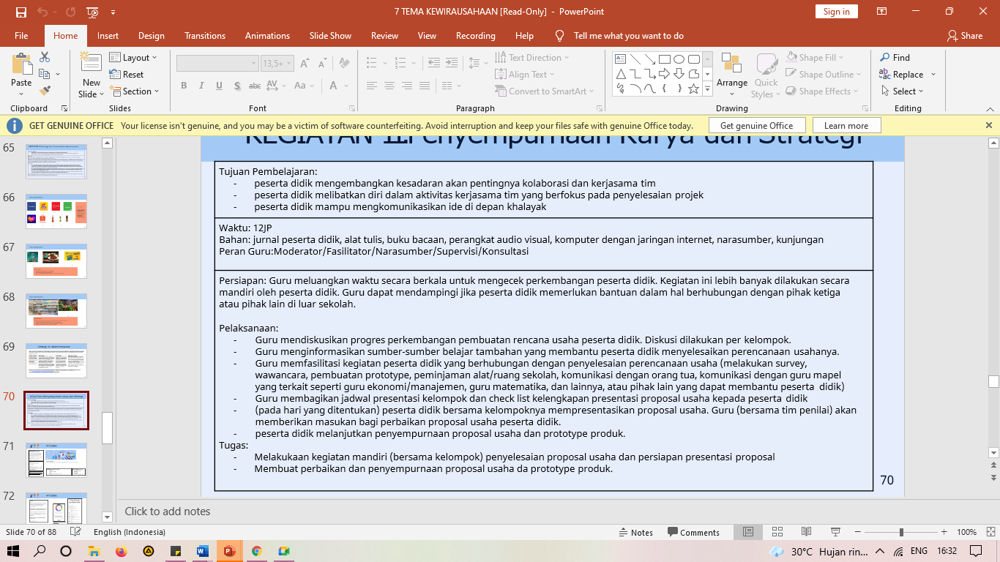 7 TEMA KEWIRAUSAHAAN [Read-Only] - PowerPoint
Sign in
File Home Insert Design Transitions Animations Slide Show Review View Recording Help Tell me what you want to do
Share
Paste
Clipboard
New Slide
Layout
Reset
Section
Slides
13,5+
Font
Text Direction
Align Text
Convert to SmartArt
Paragraph
Arrange
Quick Styles
Shape Fill
Shape Outline
Shape Effects
Drawing
Find
Replace
Select
Editing
GET GENUINE OFFICE Your license isn't genuine, and you may be a victim of software counterfeiting. Avoid interruption and keep your files safe with genuine Office today.
Get genuine Office
Learn more
65
66
67
68
69
70
71
72
KEGIATAN 11.Penyempurnaan Karya dan Strategi
Tujuan Pembelajaran:
- peserta didik mengembangkan kesadaran akan pentingnya kolaborasi dan kerjasama tim
- peserta didik melibatkan diri dalam aktivitas kerjasama tim yang berfokus pada penyelesaian projek
- peserta didik mampu mengkomunikasikan ide di depan khalayak
Waktu: 12JP
Bahan: jurnal peserta didik, alat tulis, buku bacaan, perangkat audio visual, komputer dengan jaringan internet, narasumber, kunjungan
Peran Guru:Moderator/Fasilitator/Narasumber/Supervisi/Konsultasi
Persiapan: Guru meluangkan waktu secara berkala untuk mengecek perkembangan peserta didik. Kegiatan ini lebih banyak dilakukan secara
mandiri oleh peserta didik. Guru dapat mendampingi jika peserta didik memerlukan bantuan dalam hal berhubungan dengan pihak ketiga
atau pihak lain di luar sekolah.
Pelaksanaan:
- Guru mendiskusikan proges perkembangan pembuatan rencana usaha peserta didik. Diskusi dilakukan per kelompok.
Guru menginformasikan sumber-sumber belajar tambahan yang membantu peserta didik menyelesaikan perencanaan usahanya.
Guru memfasilitasi kegiatan peserta didik yang berhubungan dengan penyelesaian perencanaan usaha (melakukan survey,
wawancara, pembuatan prototype, peminjaman alat/ruang sekolah, komunikasi dengan orang tua, komunikasi dengan guru mapel
yang terkait seperti guru ekonomi/manajemen, guru matematika, dan lainnya, atau pihak lain yang dapat membantu peserta didik)
Guru membagikan jadwal presentasi kelompok dan check list kelengkapan presentasi proposal usaha kepada peserta didik
(pada hari yang ditentukan) peserta didik bersama kelompoknya mempresentasikan proposal usaha. Guru (bersama tim penilai) akan
memberikan masukan bagi perbaikan proposal usaha peserta didik.
- peserta didik melanjutkan penyempurnaan proposal usaha dan prototype produk.
Tugas:
- Melakukaan kegiatan mandiri (bersama kelompok) penyelesaian proposal usaha dan persiapan presentasi proposal
Membuat perbaikan dan penyempurnaan proposal usaha da prototype produk.
70
Click to add notes
Slide 70 of 88 English (Indonesia) Notes Comments 100%
30°C Hujan rin... ENG 16:32